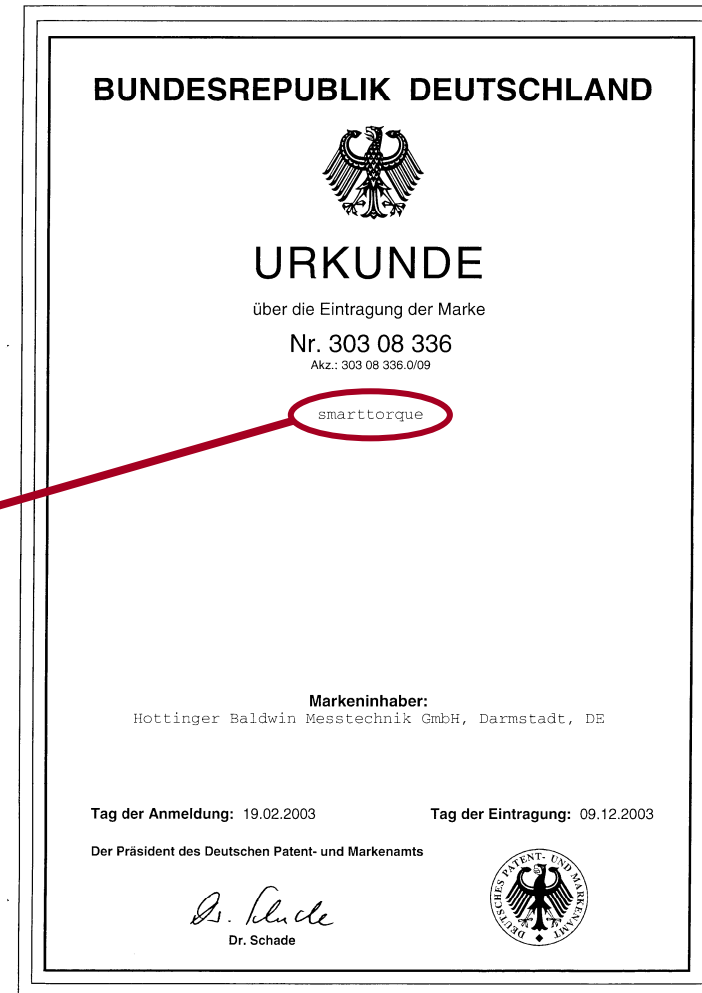 BUNDESREPUBLIK DEUTSCHLAND
URKUNDE
über die Eintragung der Marke
Nr. 303 08 336
Akz.: 303 08 336.0/09
smarttorque
Markeninhaber:
Hottinger Baldwin Messtechnik GmbH, Darmstadt, DE
Tag der Anmeldung: 19.02.2003 Tag der Eintragung: 09.12.2003
Der Präsident des Deutschen Patent- und Markenamts
DEUTSCHES PATENT- UND MARKENAMT
Dr. Schade
Dr. Schade